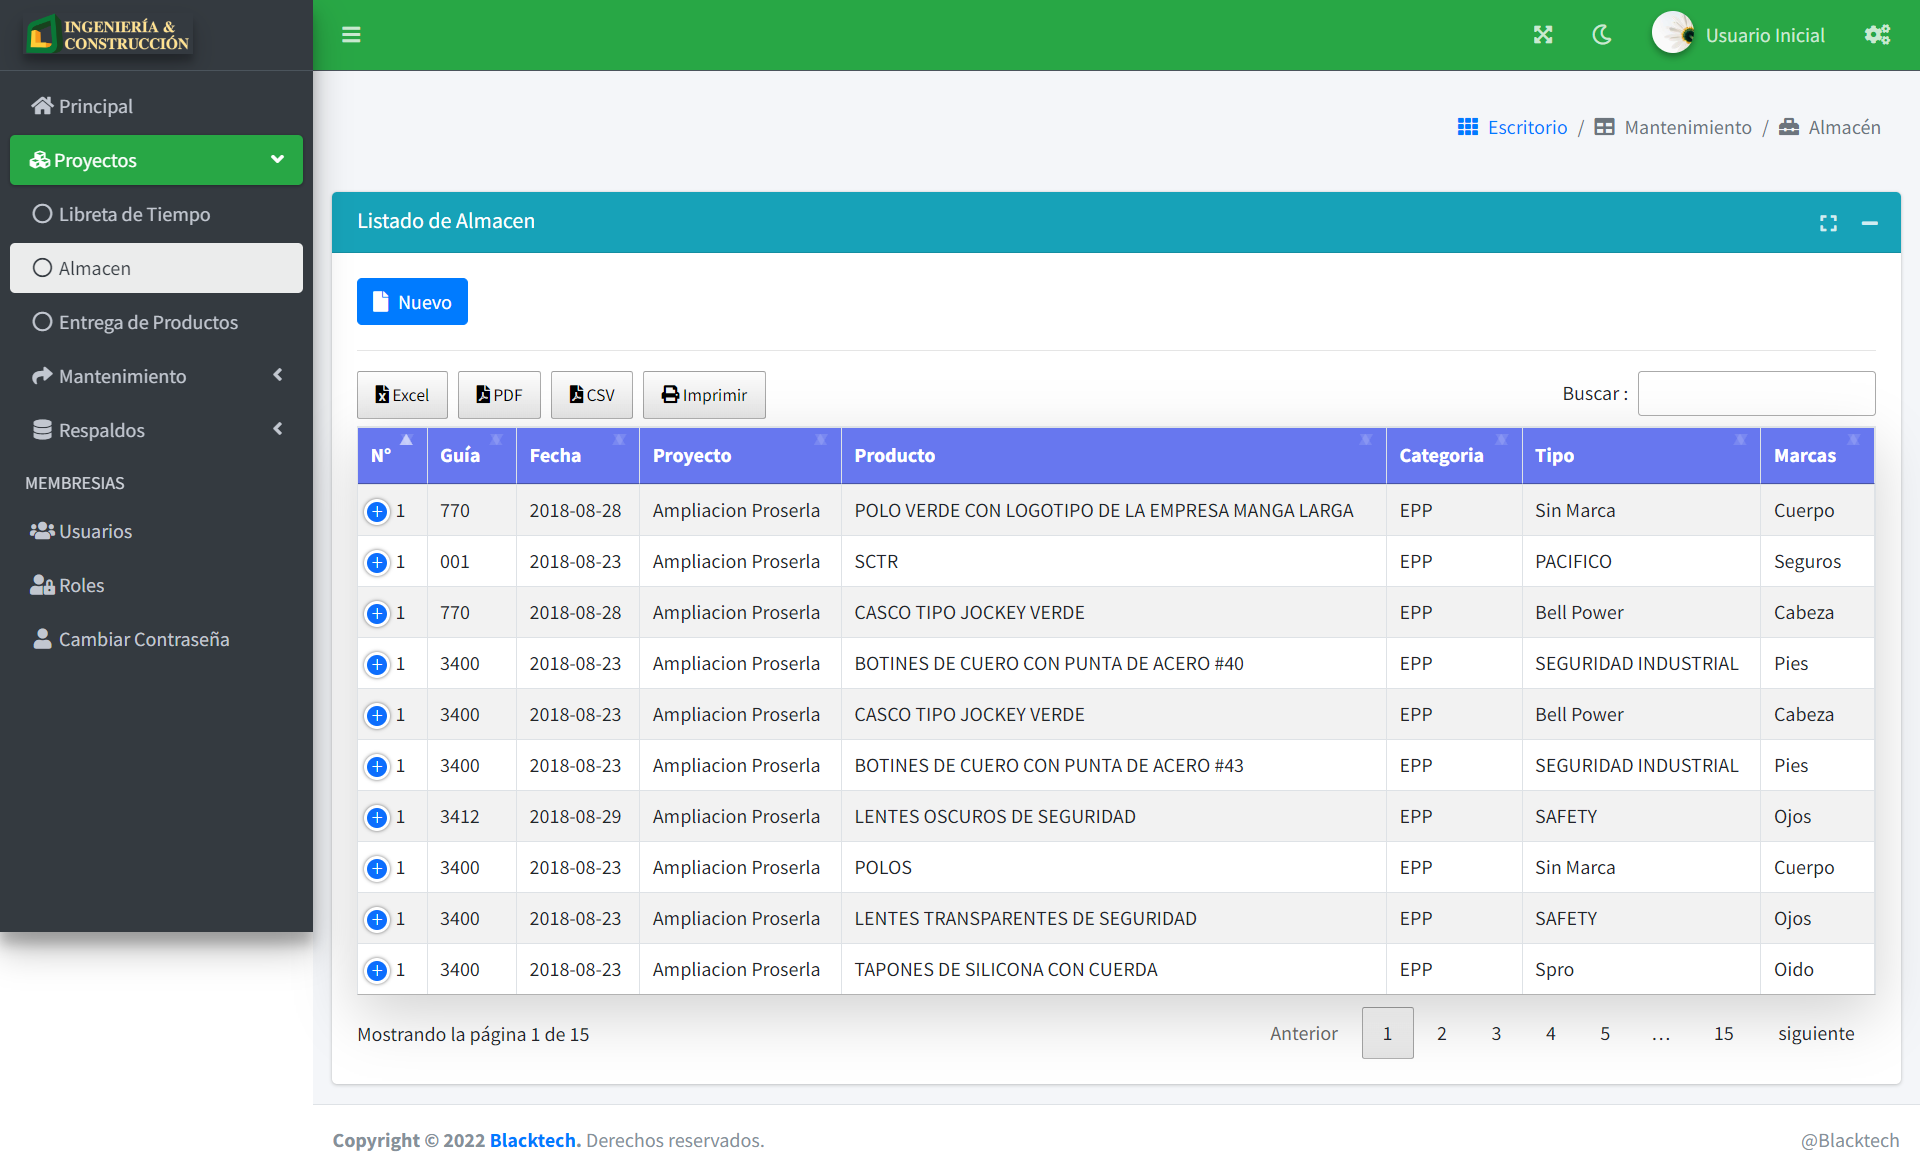 INGENIERÍA &
CONSTRUCCIÓN
Usuario Inicial
Principal
Proyectos
Libreta de Tiempo
Almacen
Entrega de Productos
Mantenimiento
Respaldos
MEMBRESIAS
Usuarios
Roles
Cambiar Contraseña
Escritorio / Mantenimiento / Almacén
Listado de Almacen
Nuevo
Excel PDF CSV Imprimir Buscar :
N° Guía Fecha Proyecto Producto Categoria Tipo Marcas
1 770 2018-08-28 Ampliacion Proserla POLO VERDE CON LOGOTIPO DE LA EMPRESA MANGA LARGA EPP Sin Marca Cuerpo
1 001 2018-08-23 Ampliacion Proserla SCTR EPP PACIFICO Seguros
1 770 2018-08-28 Ampliacion Proserla CASCO TIPO JOCKEY VERDE EPP Bell Power Cabeza
1 3400 2018-08-23 Ampliacion Proserla BOTINES DE CUERO CON PUNTA DE ACERO #40 EPP SEGURIDAD INDUSTRIAL Pies
1 3400 2018-08-23 Ampliacion Proserla CASCO TIPO JOCKEY VERDE EPP Bell Power Cabeza
1 3400 2018-08-23 Ampliacion Proserla BOTINES DE CUERO CON PUNTA DE ACERO #43 EPP SEGURIDAD INDUSTRIAL Pies
1 3412 2018-08-29 Ampliacion Proserla LENTES OSCUROS DE SEGURIDAD EPP SAFETY Ojos
1 3400 2018-08-23 Ampliacion Proserla POLOS EPP Sin Marca Cuerpo
1 3400 2018-08-23 Ampliacion Proserla LENTES TRANSPARENTES DE SEGURIDAD EPP SAFETY Ojos
1 3400 2018-08-23 Ampliacion Proserla TAPONES DE SILICONA CON CUERDA EPP Spro Oido
Mostrando la página 1 de 15
Anterior 1 2 3 4 5 … 15 siguiente
Copyright © 2022 Blacktech. Derechos reservados.
@Blacktech